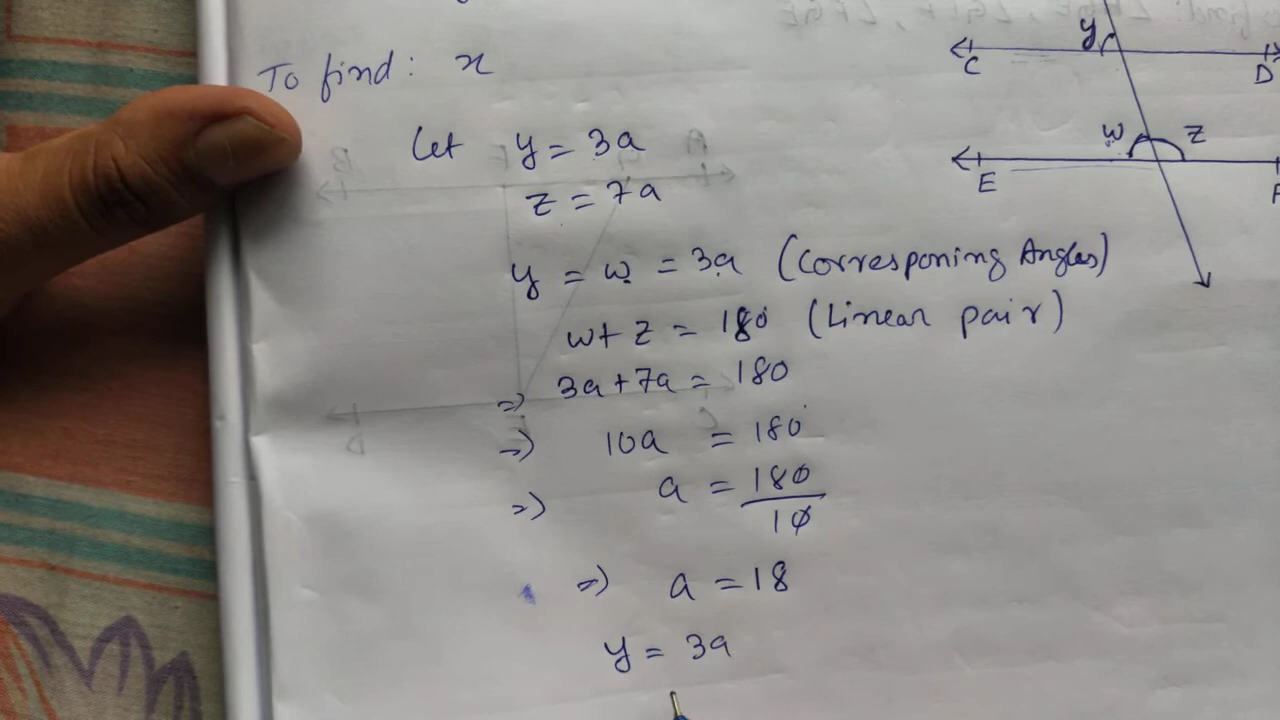 To find: x
Let y = 3a
z = 7a
y = w = 3a (Corresponing Angles)
w + z = 180 (Linear pair)
=) 3a + 7a = 180
=) 10a = 180
=) a = 180/10
=) a = 18
y = 3a
y
C D
w z
E